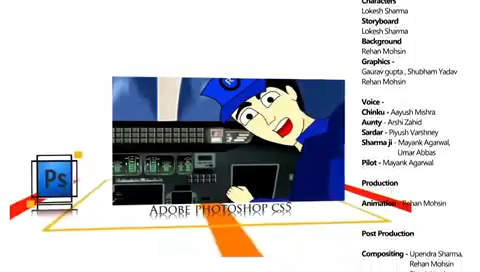 Characters
Lokesh Sharma
Storyboard
Lokesh Sharma
Background
Rehan Mohsin
Graphics -
Gaurav gupta , Shubham Yadav
Rehan Mohsin
Voice -
Chinku - Aayush Mishra
Aunty - Arshi Zahid
Sardar - Piyush Varshney
Sharma ji - Mayank Agarwal,
Umar Abbas
Pilot - Mayank Agarwal
Production
Animation - Rehan Mohsin
Post Production
Compositing - Upendra Sharma,
Rehan Mohsin
Ps
Adobe Photoshop CS5